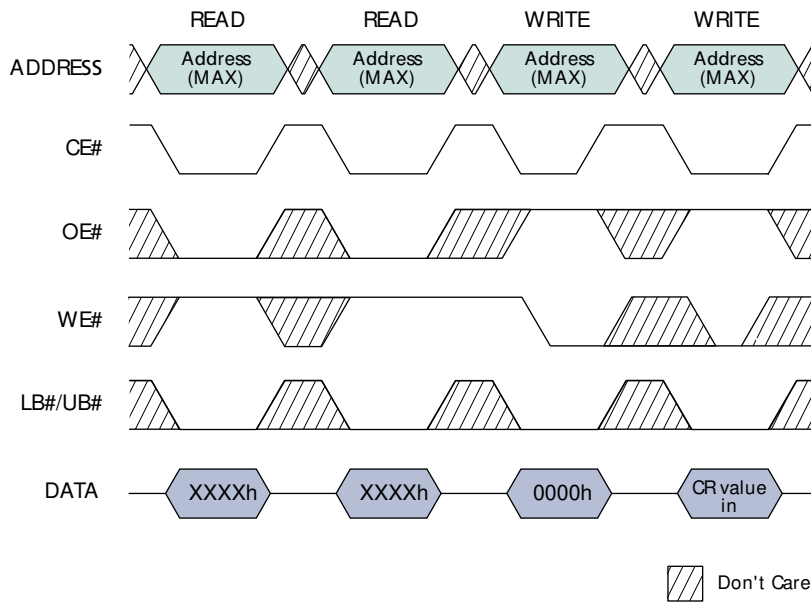 READ READ WRITE WRITE
ADDRESS Address (MAX) Address (MAX) Address (MAX) Address (MAX)
CE#
OE#
WE#
LB#/UB#
DATA XXXXh XXXXh 0000h CR value in
Don't Care